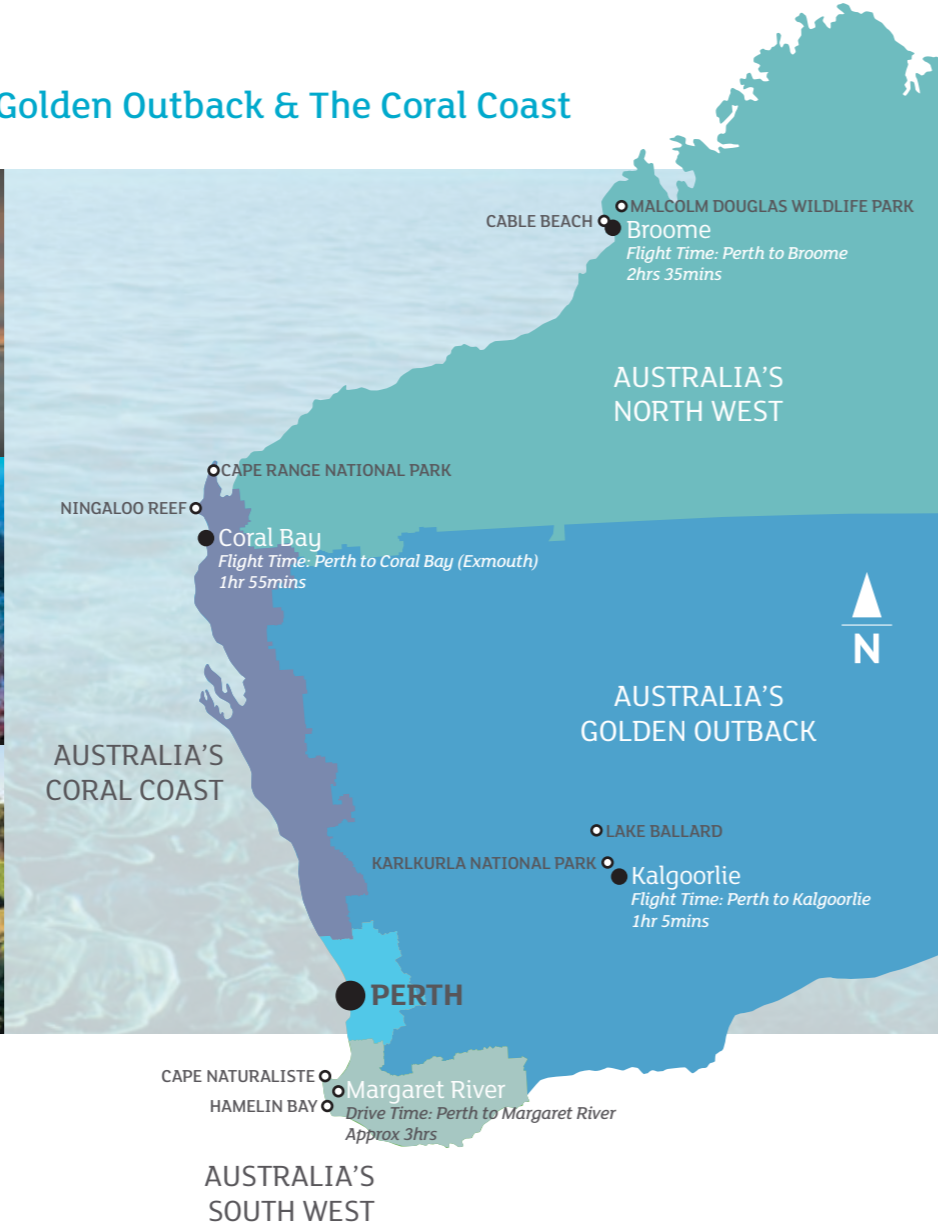 Golden Outback & The Coral Coast
MALCOLM DOUGLAS WILDLIFE PARK
CABLE BEACH
Broome
Flight Time: Perth to Broome
2hrs 35mins
AUSTRALIA'S
NORTH WEST
CAPE RANGE NATIONAL PARK
NINGALOO REEF
Coral Bay
Flight Time: Perth to Coral Bay (Exmouth)
1hr 55mins
N
AUSTRALIA'S
GOLDEN OUTBACK
AUSTRALIA'S
CORAL COAST
LAKE BALLARD
KARLKURLA NATIONAL PARK
Kalgoorlie
Flight Time: Perth to Kalgoorlie
1hr 5mins
PERTH
CAPE NATURALISTE
Margaret River
HAMELIN BAY
Drive Time: Perth to Margaret River
Approx 3hrs
AUSTRALIA'S
SOUTH WEST